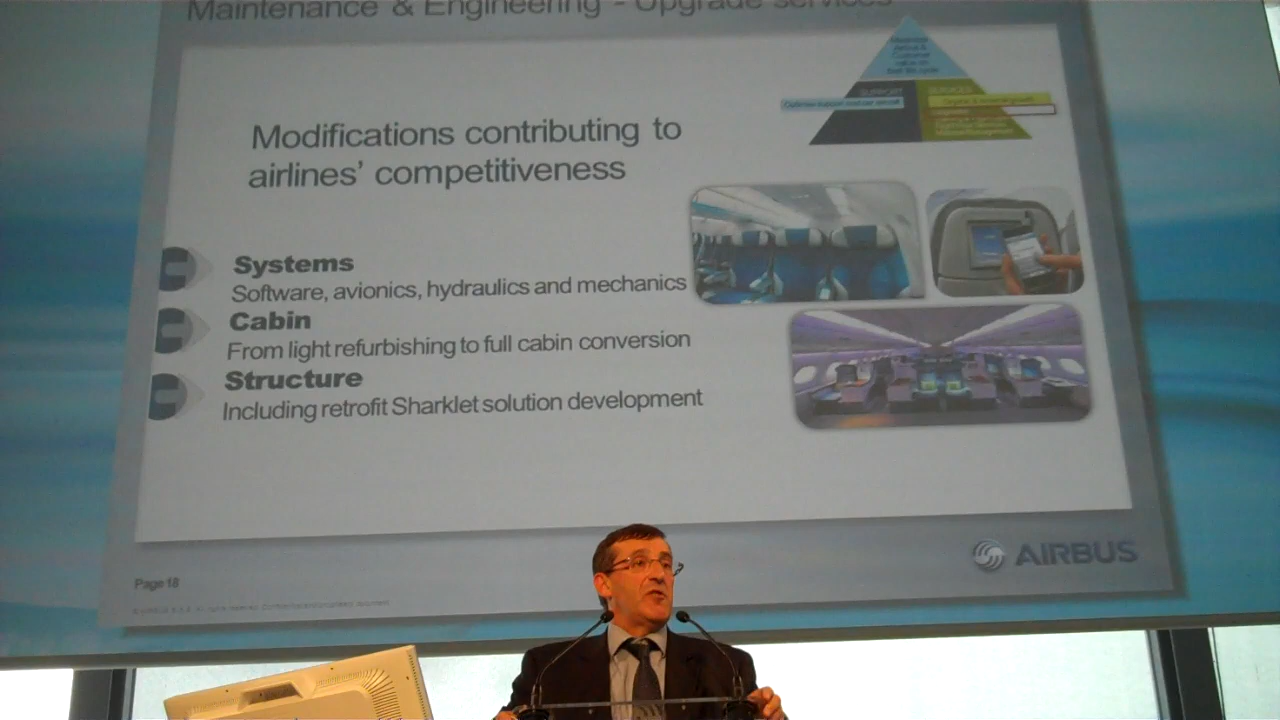 Maintenance & Engineering - Upgrade services
Modifications contributing to
airlines' competitiveness
SUPPORT
Systems
Software, avionics, hydraulics and mechanics
Cabin
From light refurbishing to full cabin conversion
Structure
Including retrofit Sharklet solution development
AIRBUS
Page 18